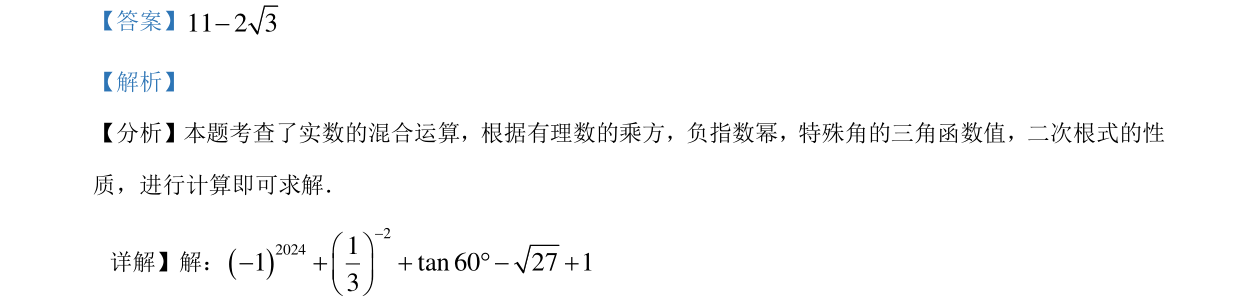 【答案】11−2√3
【解析】
【分析】本题考查了实数的混合运算，根据有理数的乘方，负指数幂，特殊角的三角函数值，二次根式的性
质，进行计算即可求解．
详解】解：(−1)^2024 + (1/3)^−2 + tan 60° − √27 + 1